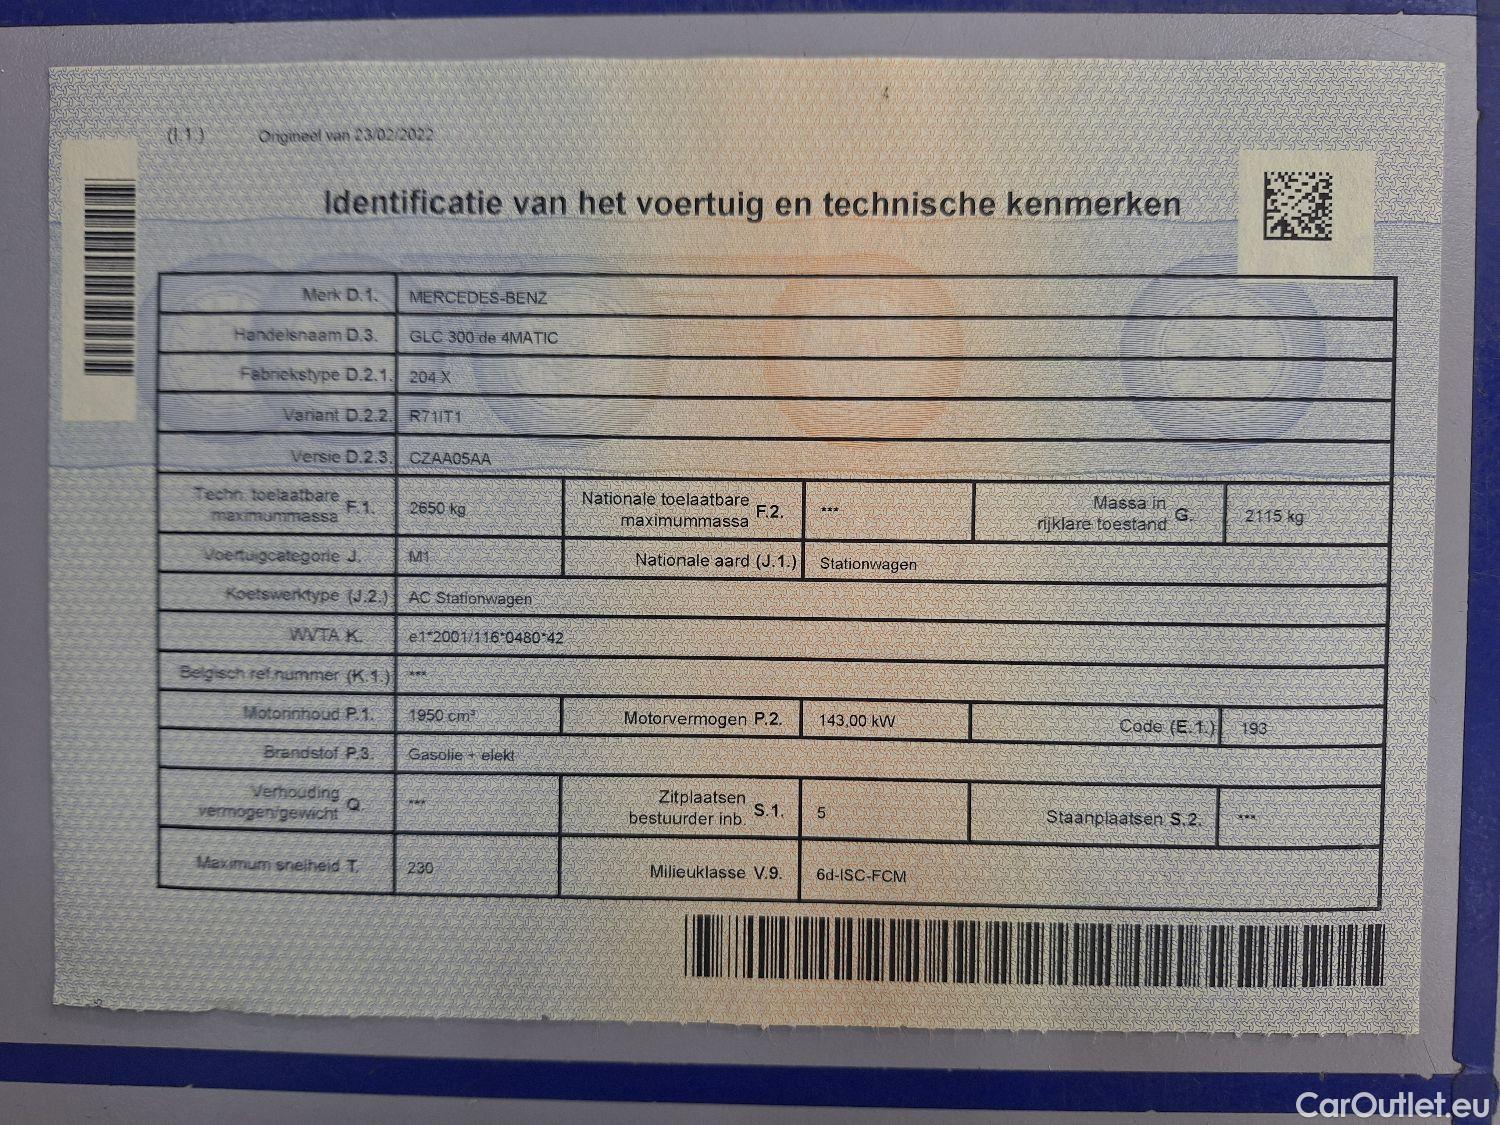 (I.1.) Origineel van 23/02/2022
Identificatie van het voertuig en technische kenmerken
Merk D.1. MERCEDES-BENZ
Handelsnaam D.3. GLC 300 de 4MATIC
Fabriekstype D.2.1. 204 X
Variant D.2.2. R71IT1
Versie D.2.3. CZAA05AA
Techn. toelaatbare maximummassa F.1. 2650 kg Nationale toelaatbare maximummassa F.2. *** Massa in rijklare toestand G. 2115 kg
Voertuigcategorie J. M1 Nationale aard (J.1.) Stationwagen
Koetswerktype (J.2.) AC Stationwagen
WVTA K. e1*2001/116*0480*42
Belgisch ref.nummer (K.1.) ***
Motorinhoud P.1. 1950 cm³ Motorvermogen P.2. 143,00 kW Code (E.1.) 193
Brandstof P.3. Gasolie + elekt
Verhouding vermogen/gewicht Q. *** Zitplaatsen bestuurder inb. S.1. 5 Staanplaatsen S.2. ***
Maximum snelheid T. 230 Milieuklasse V.9. 6d-ISC-FCM
CarOutlet.eu